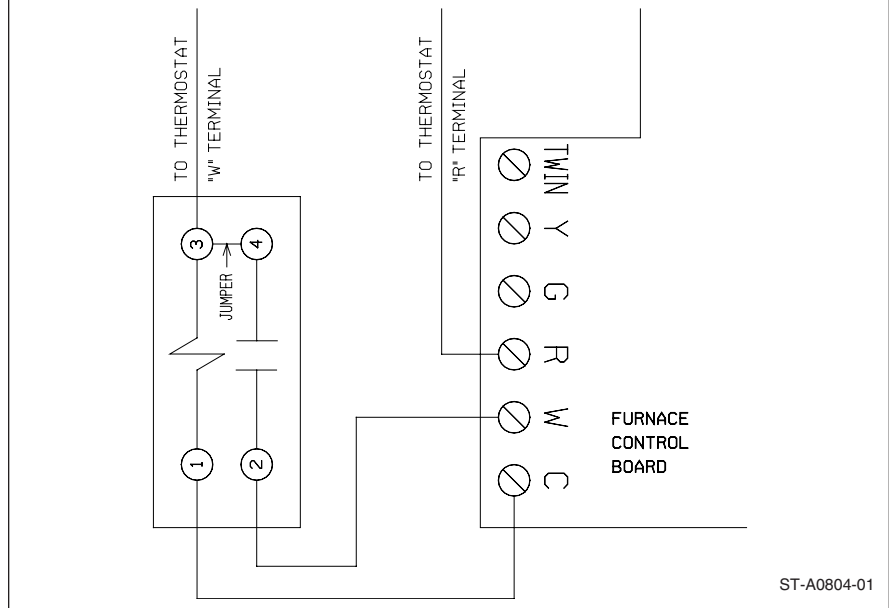 TO THERMOSTAT
"W" TERMINAL
TO THERMOSTAT
"R" TERMINAL
3
4
JUMPER
1
2
TWIN
Y
G
R
W
C
FURNACE
CONTROL
BOARD
ST-A0804-01